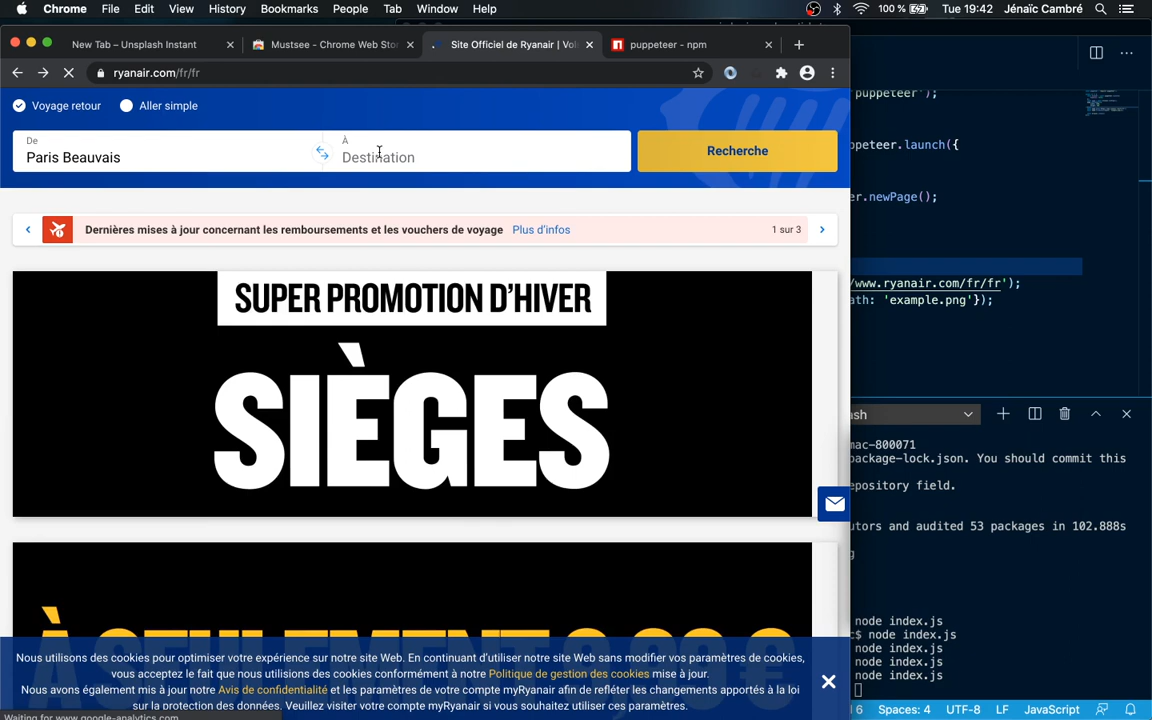 Chrome File Edit View History Bookmarks People Tab Window Help 100 % Tue 19:42 Jénaïc Cambré
New Tab – Unsplash Instant
Mustsee - Chrome Web Stor
Site Officiel de Ryanair | Vol
puppeteer - npm
ryanair.com/fr/fr
Voyage retour Aller simple
De
Paris Beauvais
À
Destination
Recherche
Dernières mises à jour concernant les remboursements et les vouchers de voyage Plus d'infos 1 sur 3
SUPER PROMOTION D'HIVER
SIÈGES
Nous utilisons des cookies pour optimiser votre expérience sur notre site Web. En continuant d'utiliser notre site Web sans modifier vos paramètres de cookies,
vous acceptez le fait que nous utilisons des cookies conformément à notre Politique de gestion des cookies mise à jour.
Nous avons également mis à jour notre Avis de confidentialité et les paramètres de votre compte myRyanair afin de refléter les changements apportés à la loi
sur la protection des données. Veuillez visiter votre compte myRyanair si vous souhaitez utiliser ces paramètres.
Waiting for www.google-analytics.com
puppeteer');
peteer.launch({
er.newPage();
/www.ryanair.com/fr/fr');
ath: 'example.png'});
ash
mac-800071
package-lock.json. You should commit this
epository field.
utors and audited 53 packages in 102.888s
g
node index.js
c$ node index.js
node index.js
node index.js
node index.js
6 Spaces: 4 UTF-8 LF JavaScript